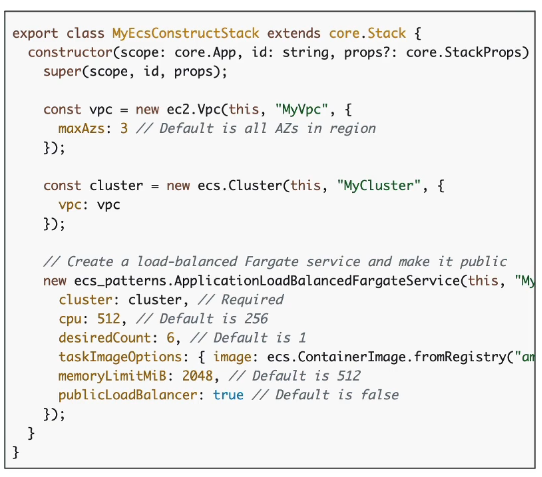 export class MyEcsConstructStack extends core.Stack {
  constructor(scope: core.App, id: string, props?: core.StackProps)
    super(scope, id, props);

    const vpc = new ec2.Vpc(this, "MyVpc", {
      maxAzs: 3 // Default is all AZs in region
    });

    const cluster = new ecs.Cluster(this, "MyCluster", {
      vpc: vpc
    });

    // Create a load-balanced Fargate service and make it public
    new ecs_patterns.ApplicationLoadBalancedFargateService(this, "My
      cluster: cluster, // Required
      cpu: 512, // Default is 256
      desiredCount: 6, // Default is 1
      taskImageOptions: { image: ecs.ContainerImage.fromRegistry("am
      memoryLimitMiB: 2048, // Default is 512
      publicLoadBalancer: true // Default is false
    });
  }
}